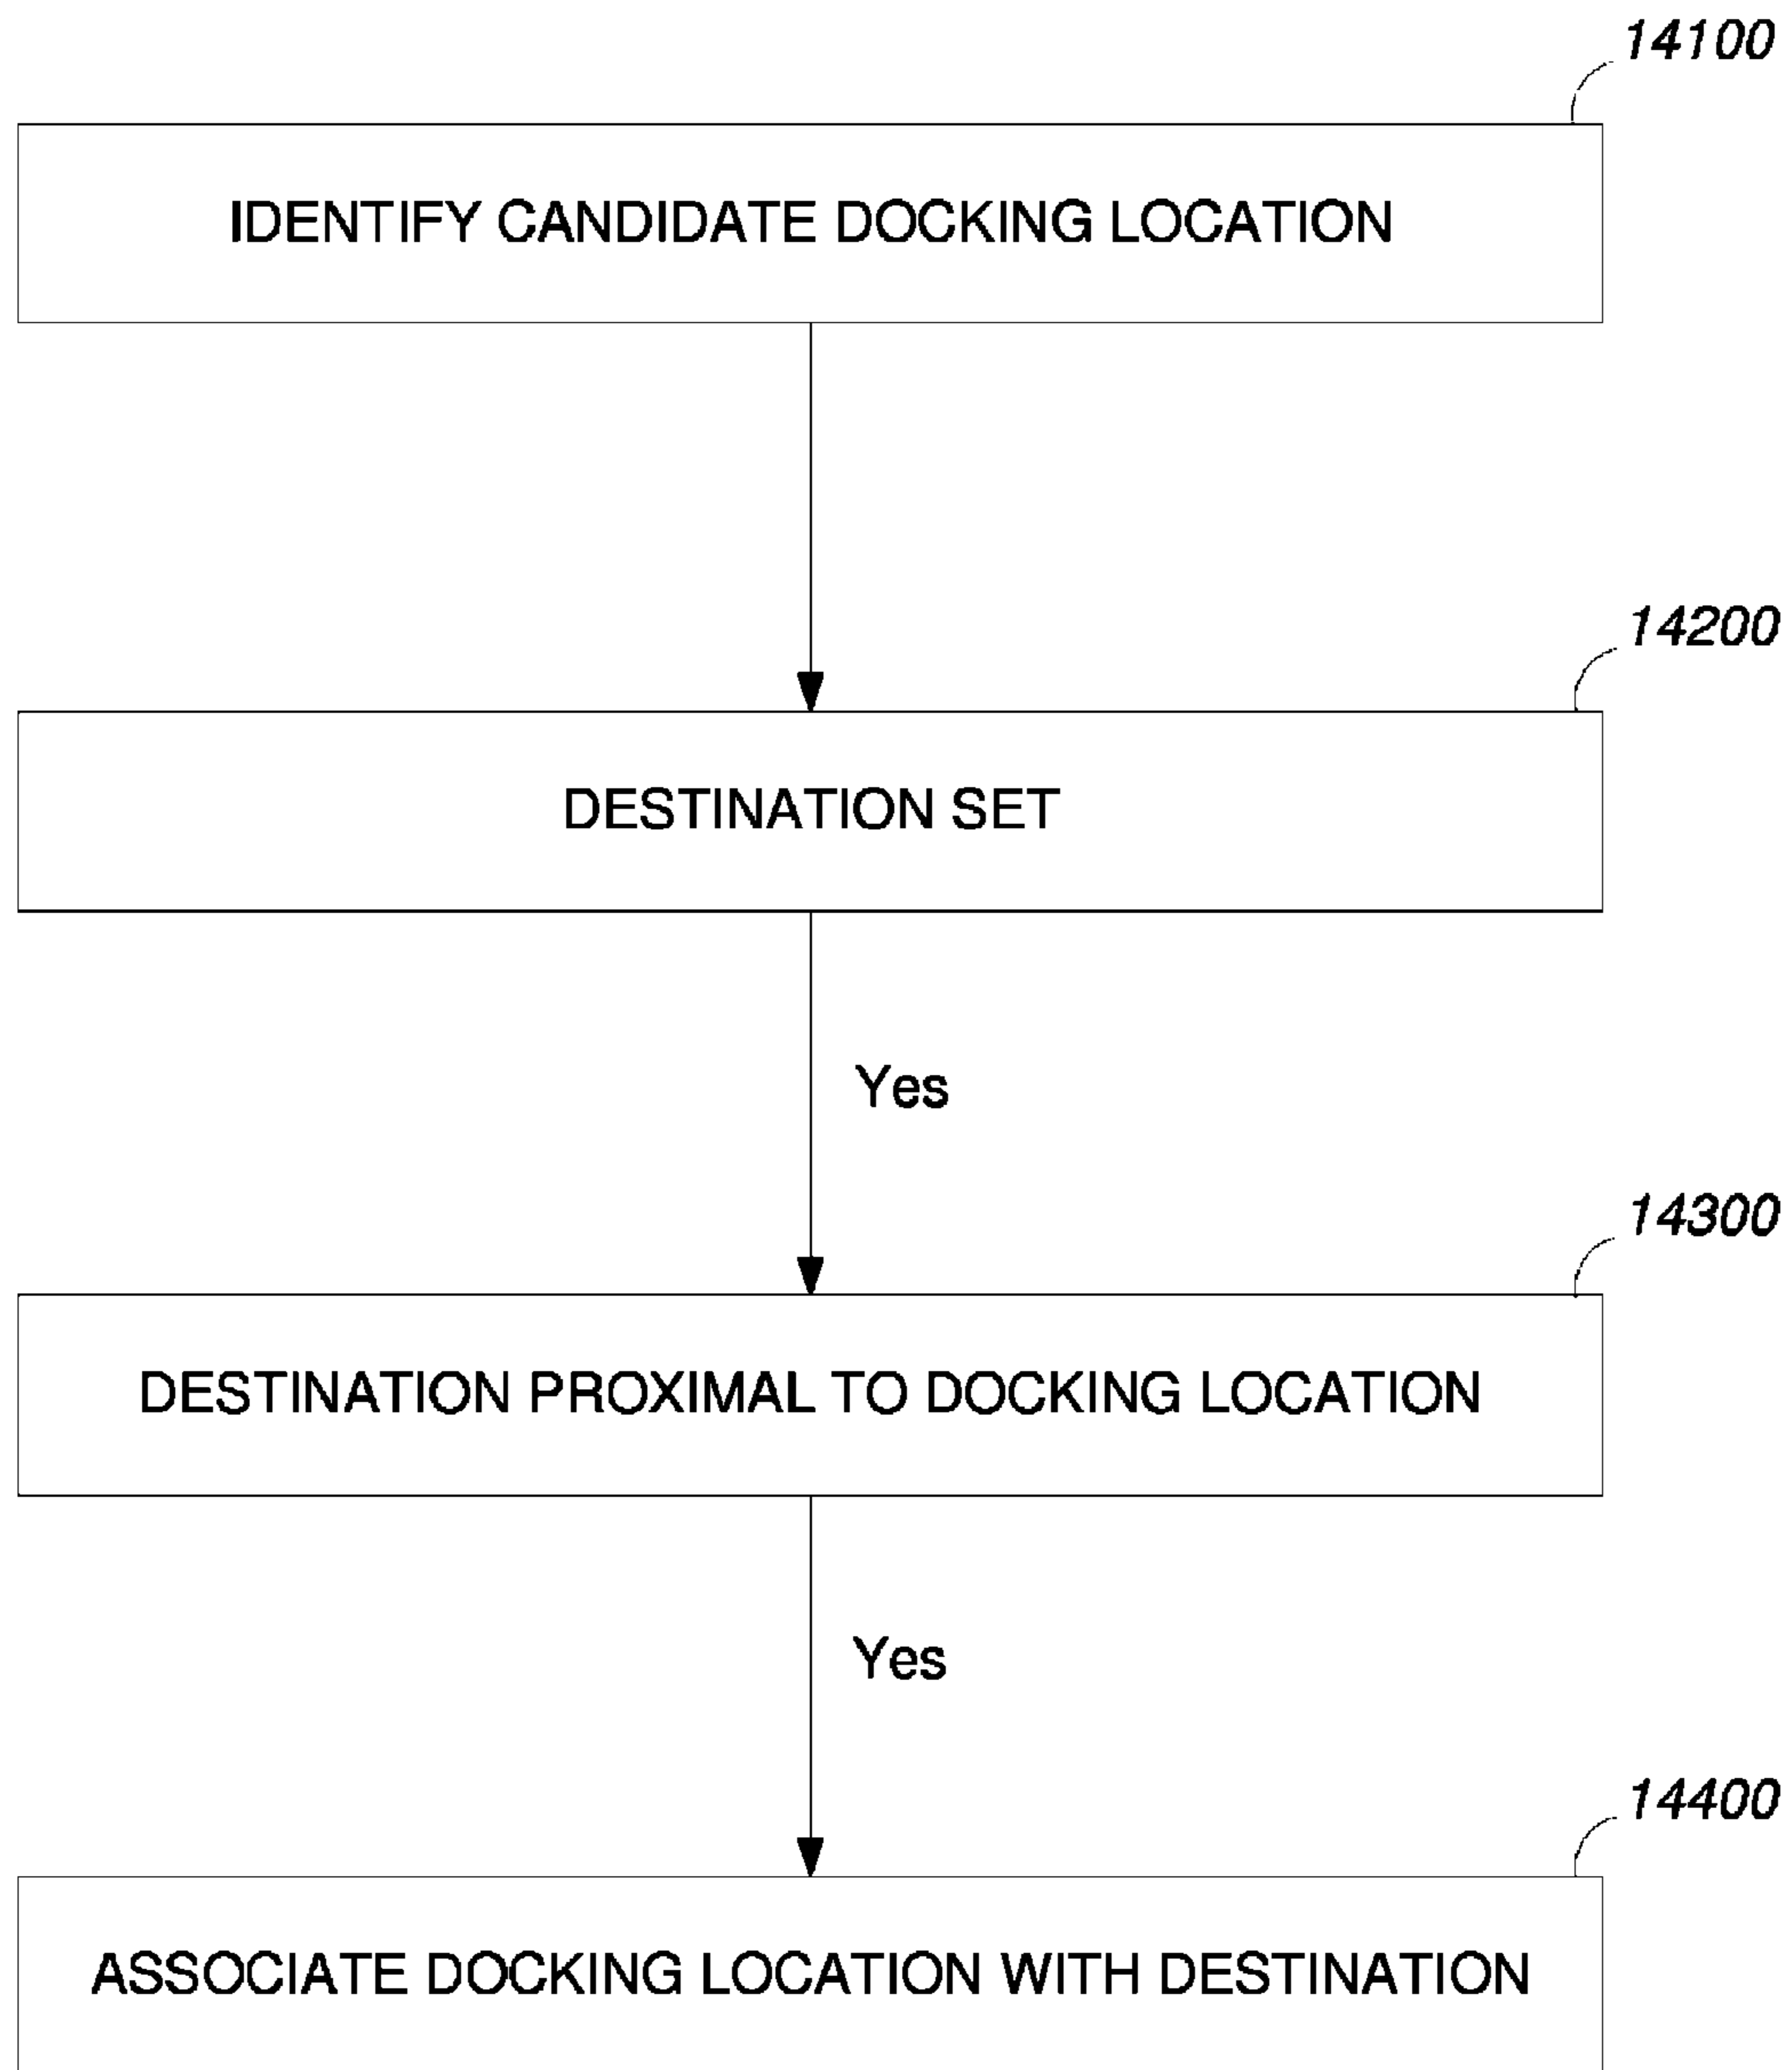 14100
IDENTIFY CANDIDATE DOCKING LOCATION
14200
DESTINATION SET
Yes
14300
DESTINATION PROXIMAL TO DOCKING LOCATION
Yes
14400
ASSOCIATE DOCKING LOCATION WITH DESTINATION